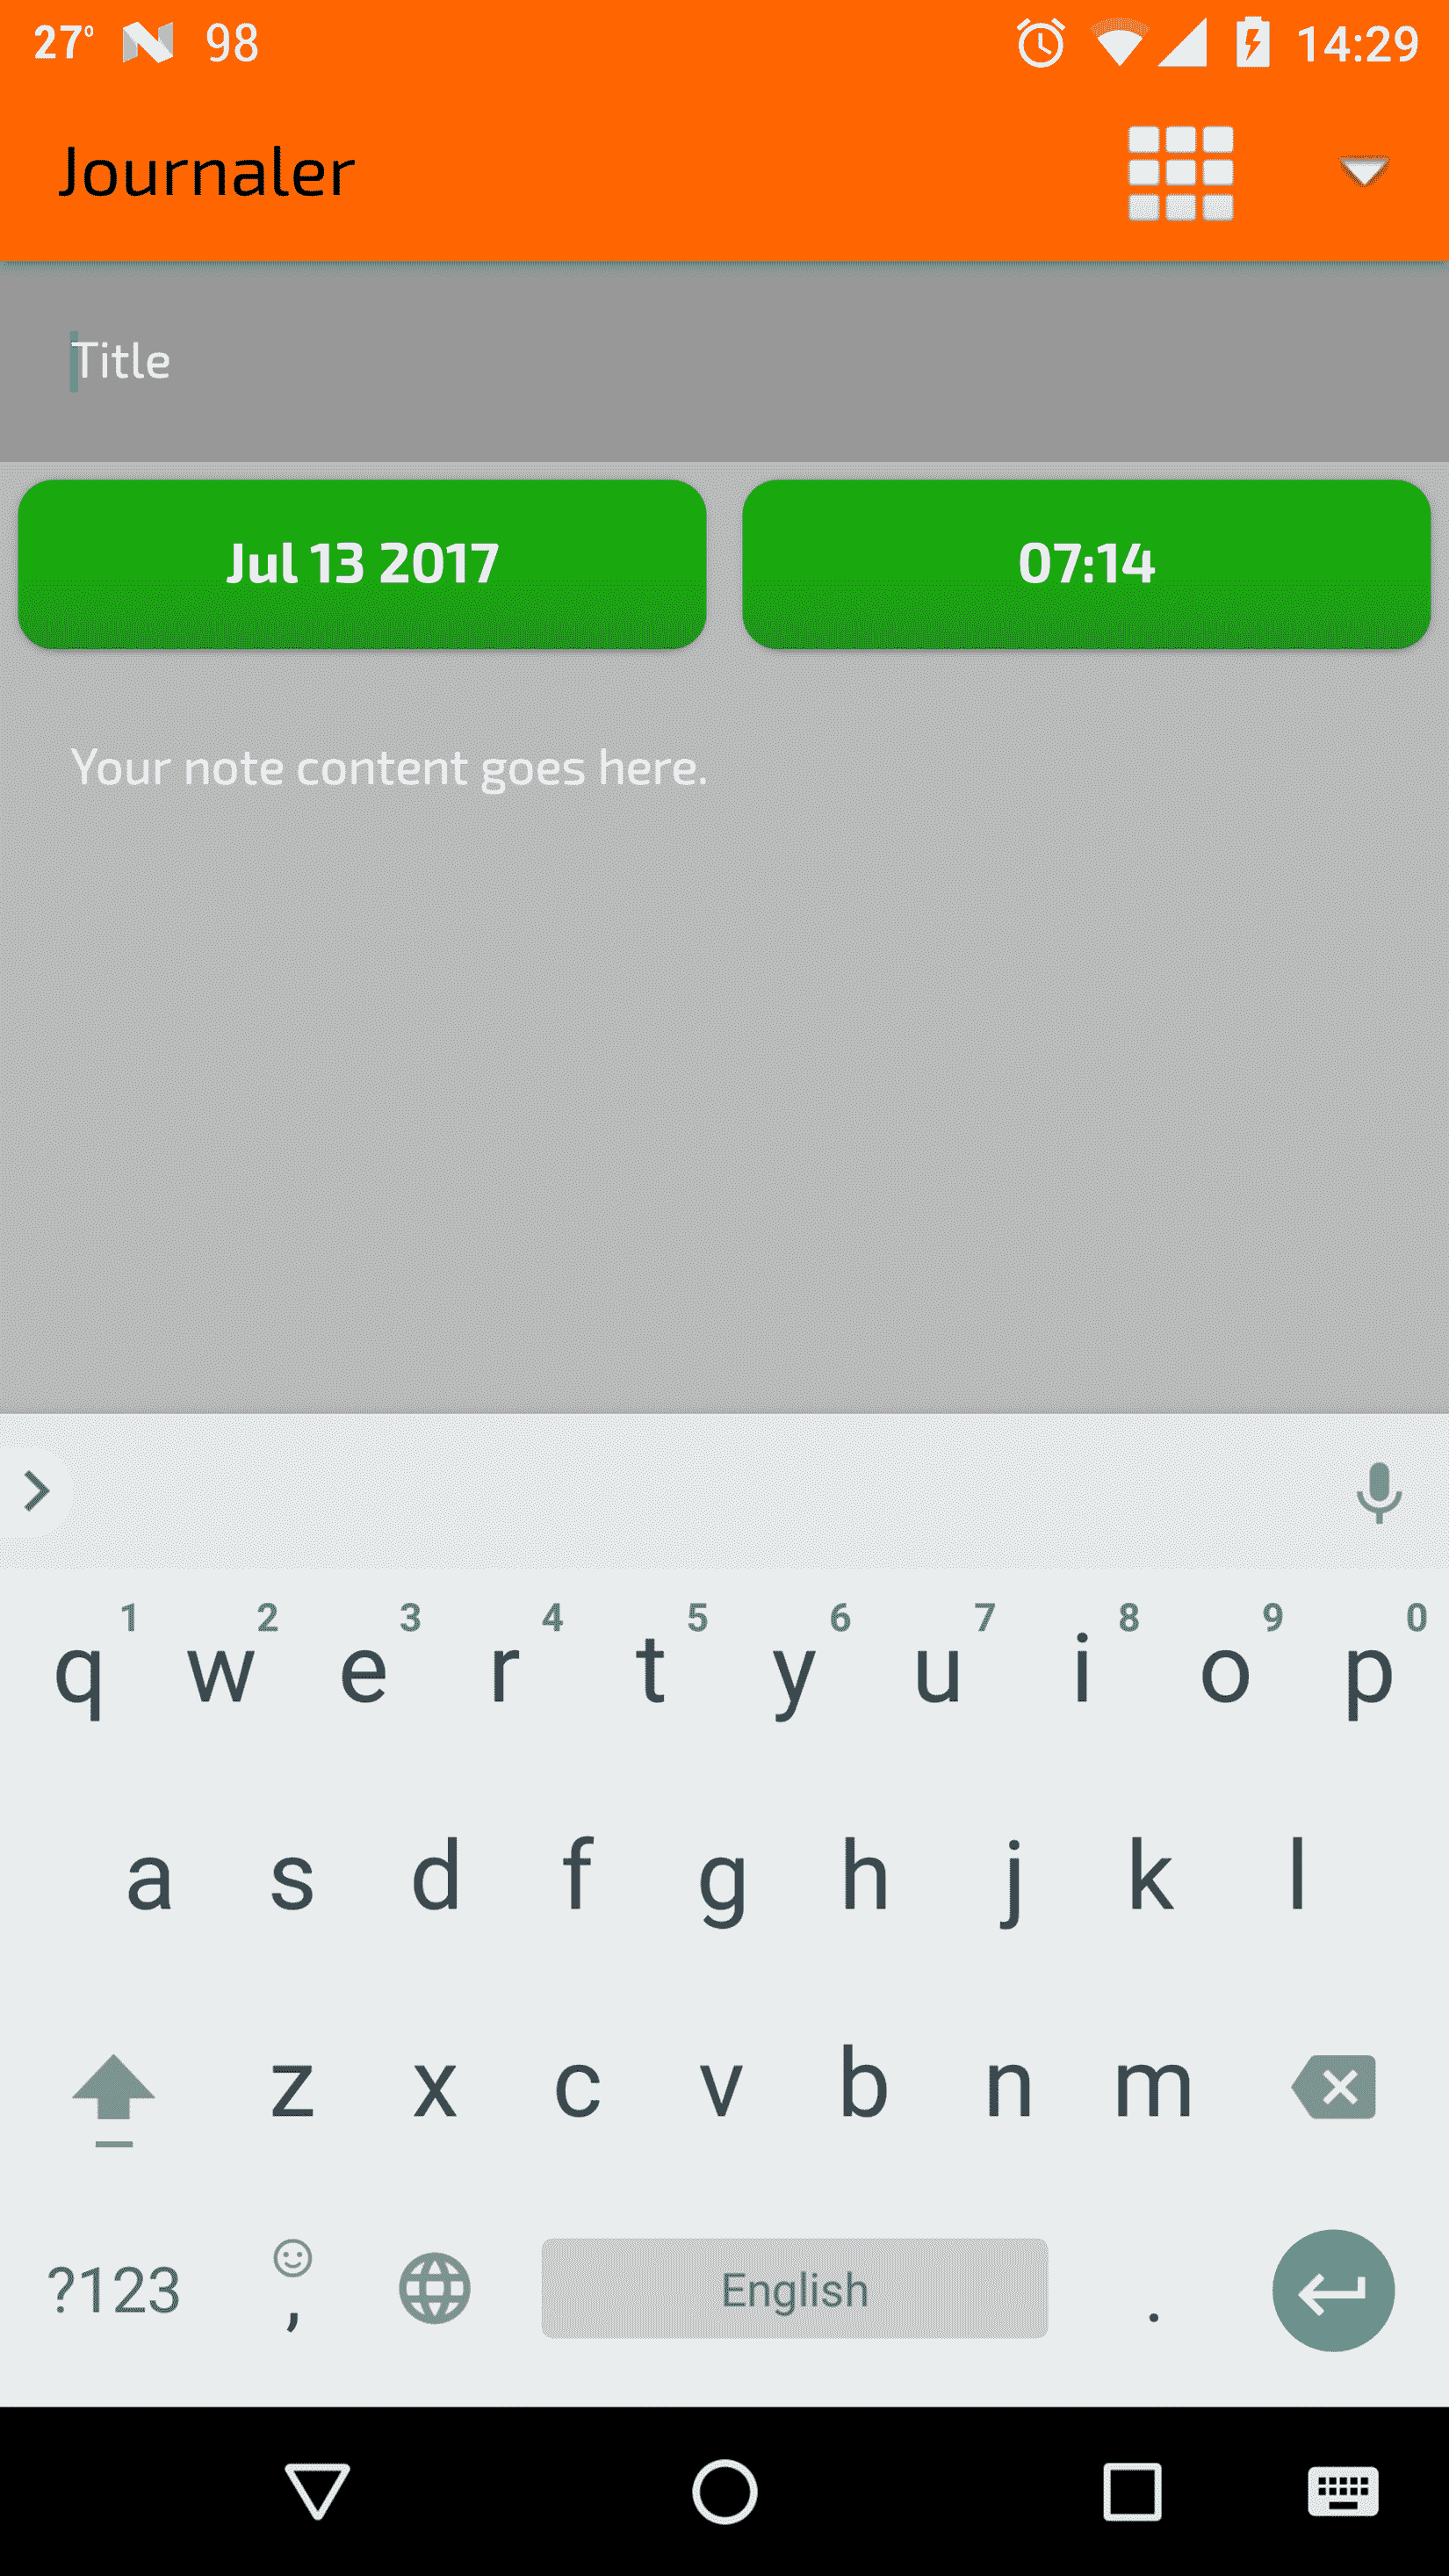 27° N 98 14:29
Journaler
Title
Jul 13 2017 07:14
Your note content goes here.
1 2 3 4 5 6 7 8 9 0
q w e r t y u i o p
a s d f g h j k l
z x c v b n m
?123 , English .